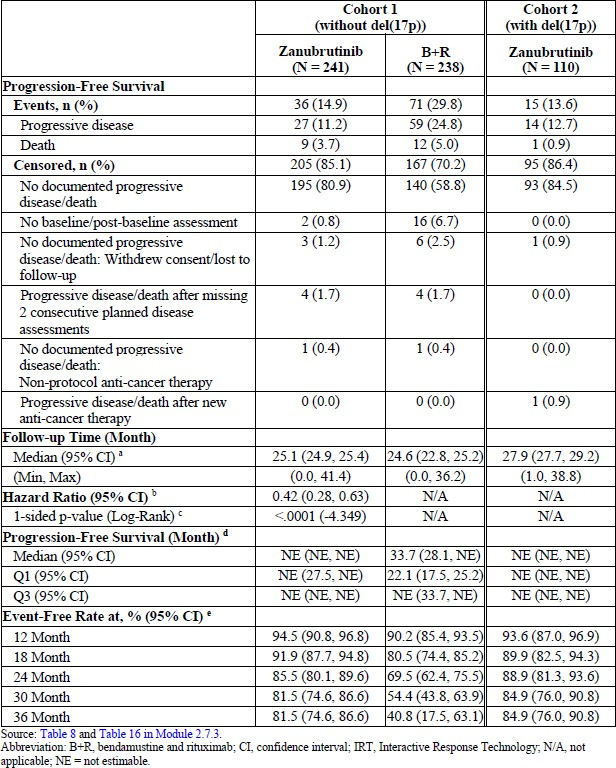 Cohort 1
(without del(17p))
Cohort 2
(with del(17p))
Zanubrutinib
(N = 241)
B+R
(N = 238)
Zanubrutinib
(N = 110)
Progression-Free Survival
Events, n (%) 36 (14.9) 71 (29.8) 15 (13.6)
Progressive disease 27 (11.2) 59 (24.8) 14 (12.7)
Death 9 (3.7) 12 (5.0) 1 (0.9)
Censored, n (%) 205 (85.1) 167 (70.2) 95 (86.4)
No documented progressive 195 (80.9) 140 (58.8) 93 (84.5)
disease/death
No baseline/post-baseline assessment 2 (0.8) 16 (6.7) 0 (0.0)
No documented progressive 3 (1.2) 6 (2.5) 1 (0.9)
disease/death: Withdrew consent/lost to
follow-up
Progressive disease/death after missing 4 (1.7) 4 (1.7) 0 (0.0)
2 consecutive planned disease
assessments
No documented progressive 1 (0.4) 1 (0.4) 0 (0.0)
disease/death:
Non-protocol anti-cancer therapy
Progressive disease/death after new 0 (0.0) 0 (0.0) 1 (0.9)
anti-cancer therapy
Follow-up Time (Month)
Median (95% CI) a 25.1 (24.9, 25.4) 24.6 (22.8, 25.2) 27.9 (27.7, 29.2)
(Min, Max) (0.0, 41.4) (0.0, 36.2) (1.0, 38.8)
Hazard Ratio (95% CI) b 0.42 (0.28, 0.63) N/A N/A
1-sided p-value (Log-Rank) c <.0001 (-4.349) N/A N/A
Progression-Free Survival (Month) d
Median (95% CI) NE (NE, NE) 33.7 (28.1, NE) NE (NE, NE)
Q1 (95% CI) NE (27.5, NE) 22.1 (17.5, 25.2) NE (NE, NE)
Q3 (95% CI) NE (NE, NE) NE (33.7, NE) NE (NE, NE)
Event-Free Rate at, % (95% CI) e
12 Month 94.5 (90.8, 96.8) 90.2 (85.4, 93.5) 93.6 (87.0, 96.9)
18 Month 91.9 (87.7, 94.8) 80.5 (74.4, 85.2) 89.9 (82.5, 94.3)
24 Month 85.5 (80.1, 89.6) 69.5 (62.4, 75.5) 88.9 (81.3, 93.6)
30 Month 81.5 (74.6, 86.6) 54.4 (43.8, 63.9) 84.9 (76.0, 90.8)
36 Month 81.5 (74.6, 86.6) 40.8 (17.5, 63.1) 84.9 (76.0, 90.8)
Source: Table 8 and Table 16 in Module 2.7.3.
Abbreviation: B+R, bendamustine and rituximab; CI, confidence interval; IRT, Interactive Response Technology; N/A, not
applicable; NE = not estimable.